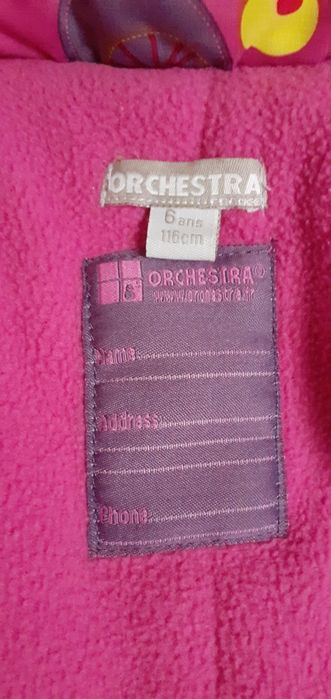 ORCHESTRA
6 ans
116cm
ORCHESTRA®
www.orchestra.fr
Name
Address
Phone